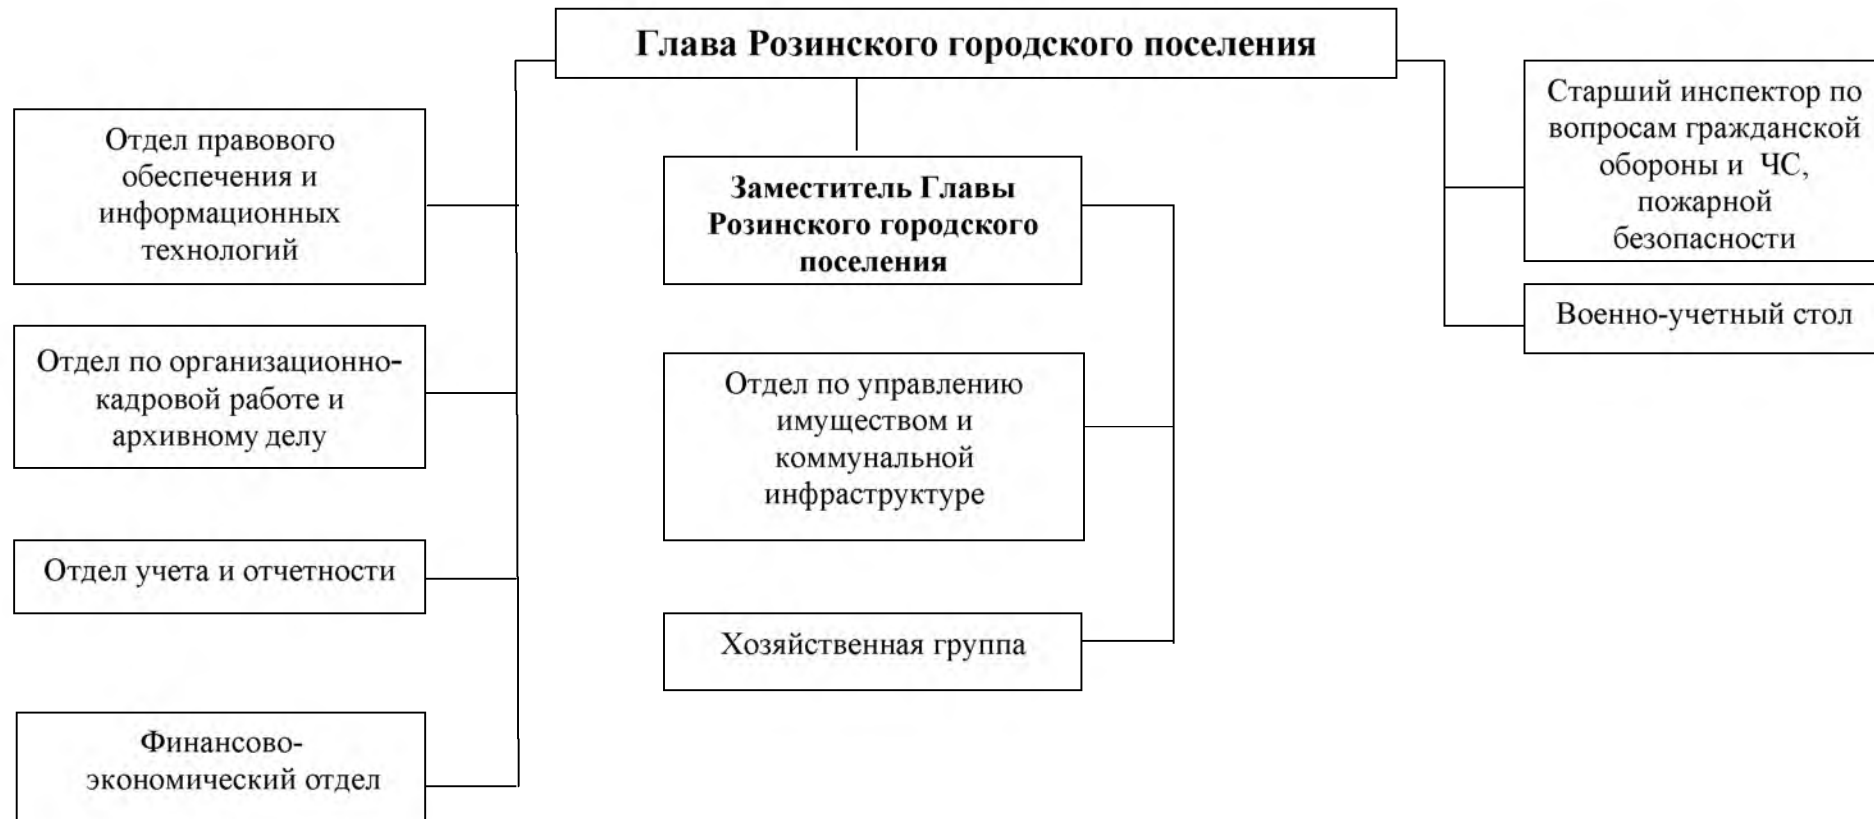 Глава Розинского городского поселения
Отдел правового
обеспечения и
информационных
технологий
Отдел по организационно-
кадровой работе и
архивному делу
Отдел учета и отчетности
Финансово-
экономический отдел
Заместитель Главы
Розинского городского
поселения
Отдел по управлению
имуществом и
коммунальной
инфраструктуре
Хозяйственная группа
Старший инспектор по
вопросам гражданской
обороны и ЧС,
пожарной
безопасности
Военно-учетный стол